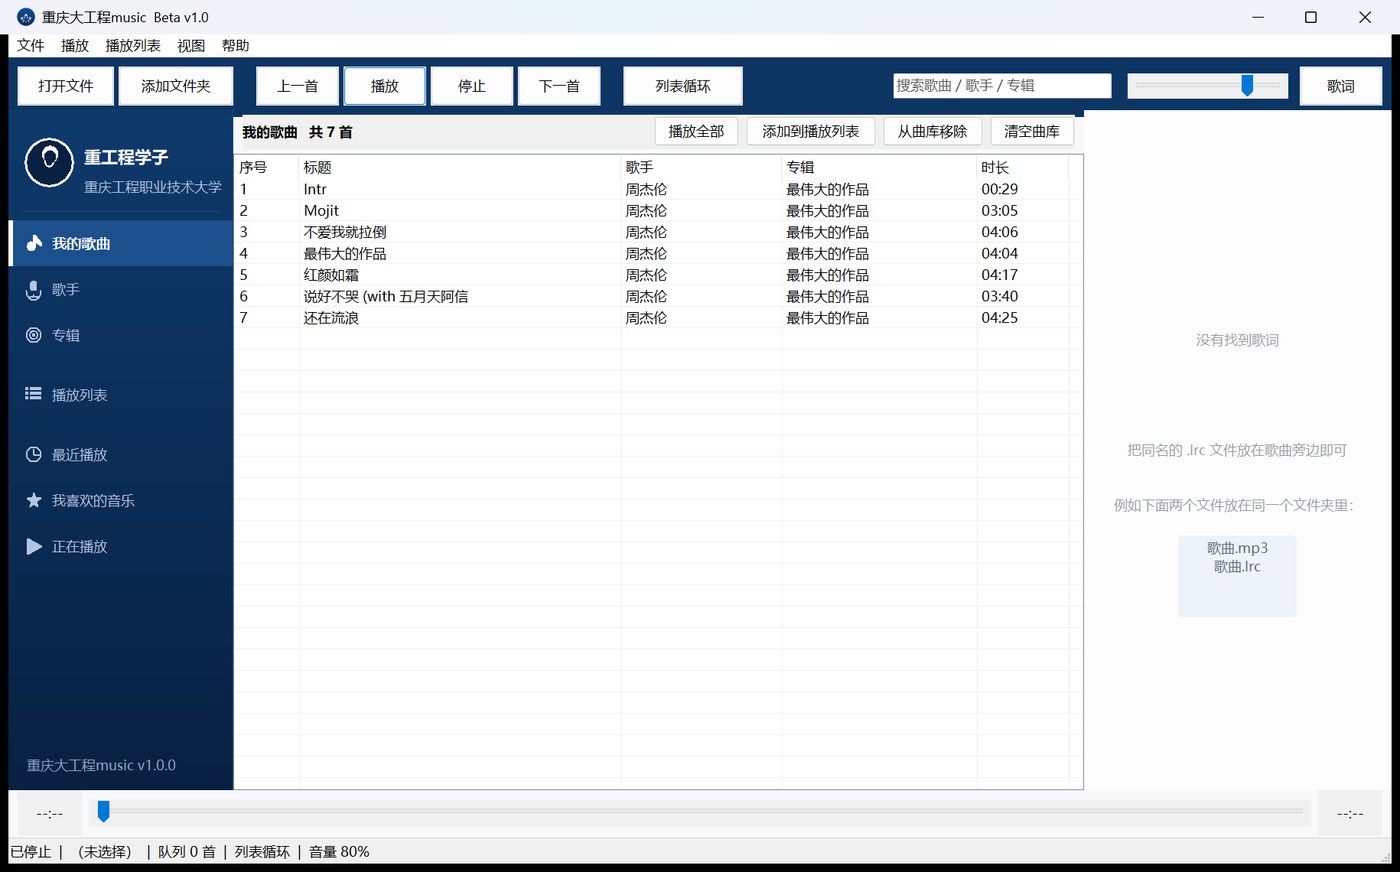 重庆大工程music Beta v1.0
文件 播放 播放列表 视图 帮助
打开文件 添加文件夹 上一首 播放 停止 下一首 列表循环 搜索歌曲 / 歌手 / 专辑 歌词
重工程学子
重庆工程职业技术大学
我的歌曲
歌手
专辑
播放列表
最近播放
我喜欢的音乐
正在播放
重庆大工程music v1.0.0
我的歌曲 共 7 首 播放全部 添加到播放列表 从曲库移除 清空曲库
序号 标题 歌手 专辑 时长
1 Intr 周杰伦 最伟大的作品 00:29
2 Mojit 周杰伦 最伟大的作品 03:05
3 不爱我就拉倒 周杰伦 最伟大的作品 04:06
4 最伟大的作品 周杰伦 最伟大的作品 04:04
5 红颜如霜 周杰伦 最伟大的作品 04:17
6 说好不哭 (with 五月天阿信 周杰伦 最伟大的作品 03:40
7 还在流浪 周杰伦 最伟大的作品 04:25
没有找到歌词
把同名的 .lrc 文件放在歌曲旁边即可
例如下面两个文件放在同一个文件夹里：
歌曲.mp3
歌曲.lrc
--:-- --:--
已停止 | （未选择） | 队列 0 首 | 列表循环 | 音量 80%